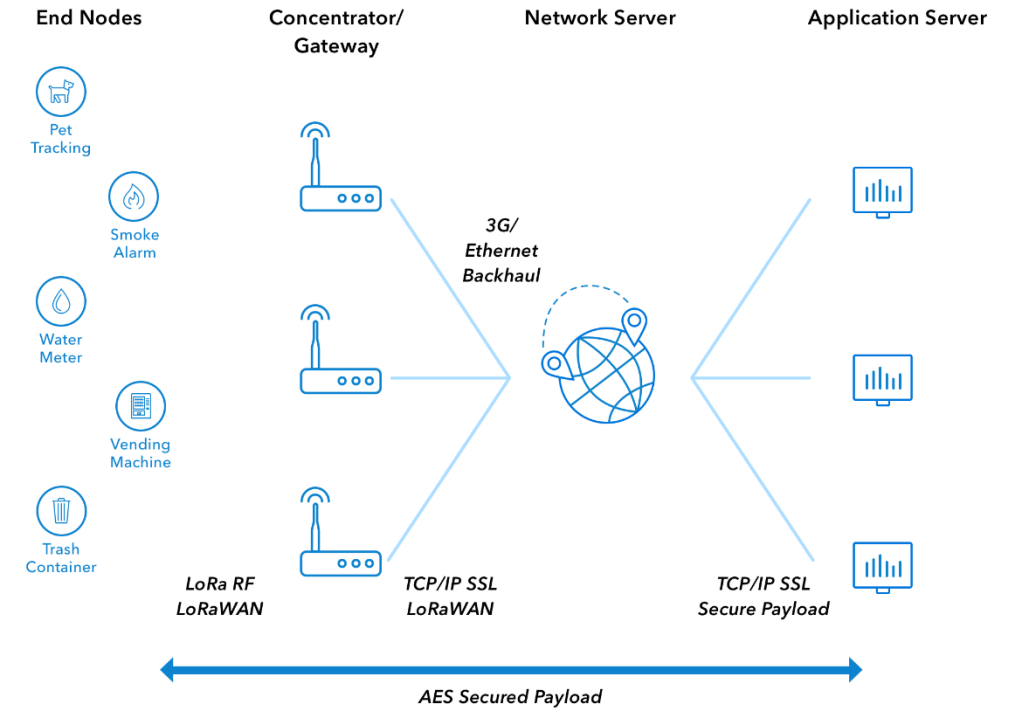 End Nodes
Concentrator/
Gateway
Network Server
Application Server
Pet
Tracking
Smoke
Alarm
Water
Meter
Vending
Machine
Trash
Container
3G/
Ethernet
Backhaul
LoRa RF
LoRaWAN
TCP/IP SSL
LoRaWAN
TCP/IP SSL
Secure Payload
AES Secured Payload